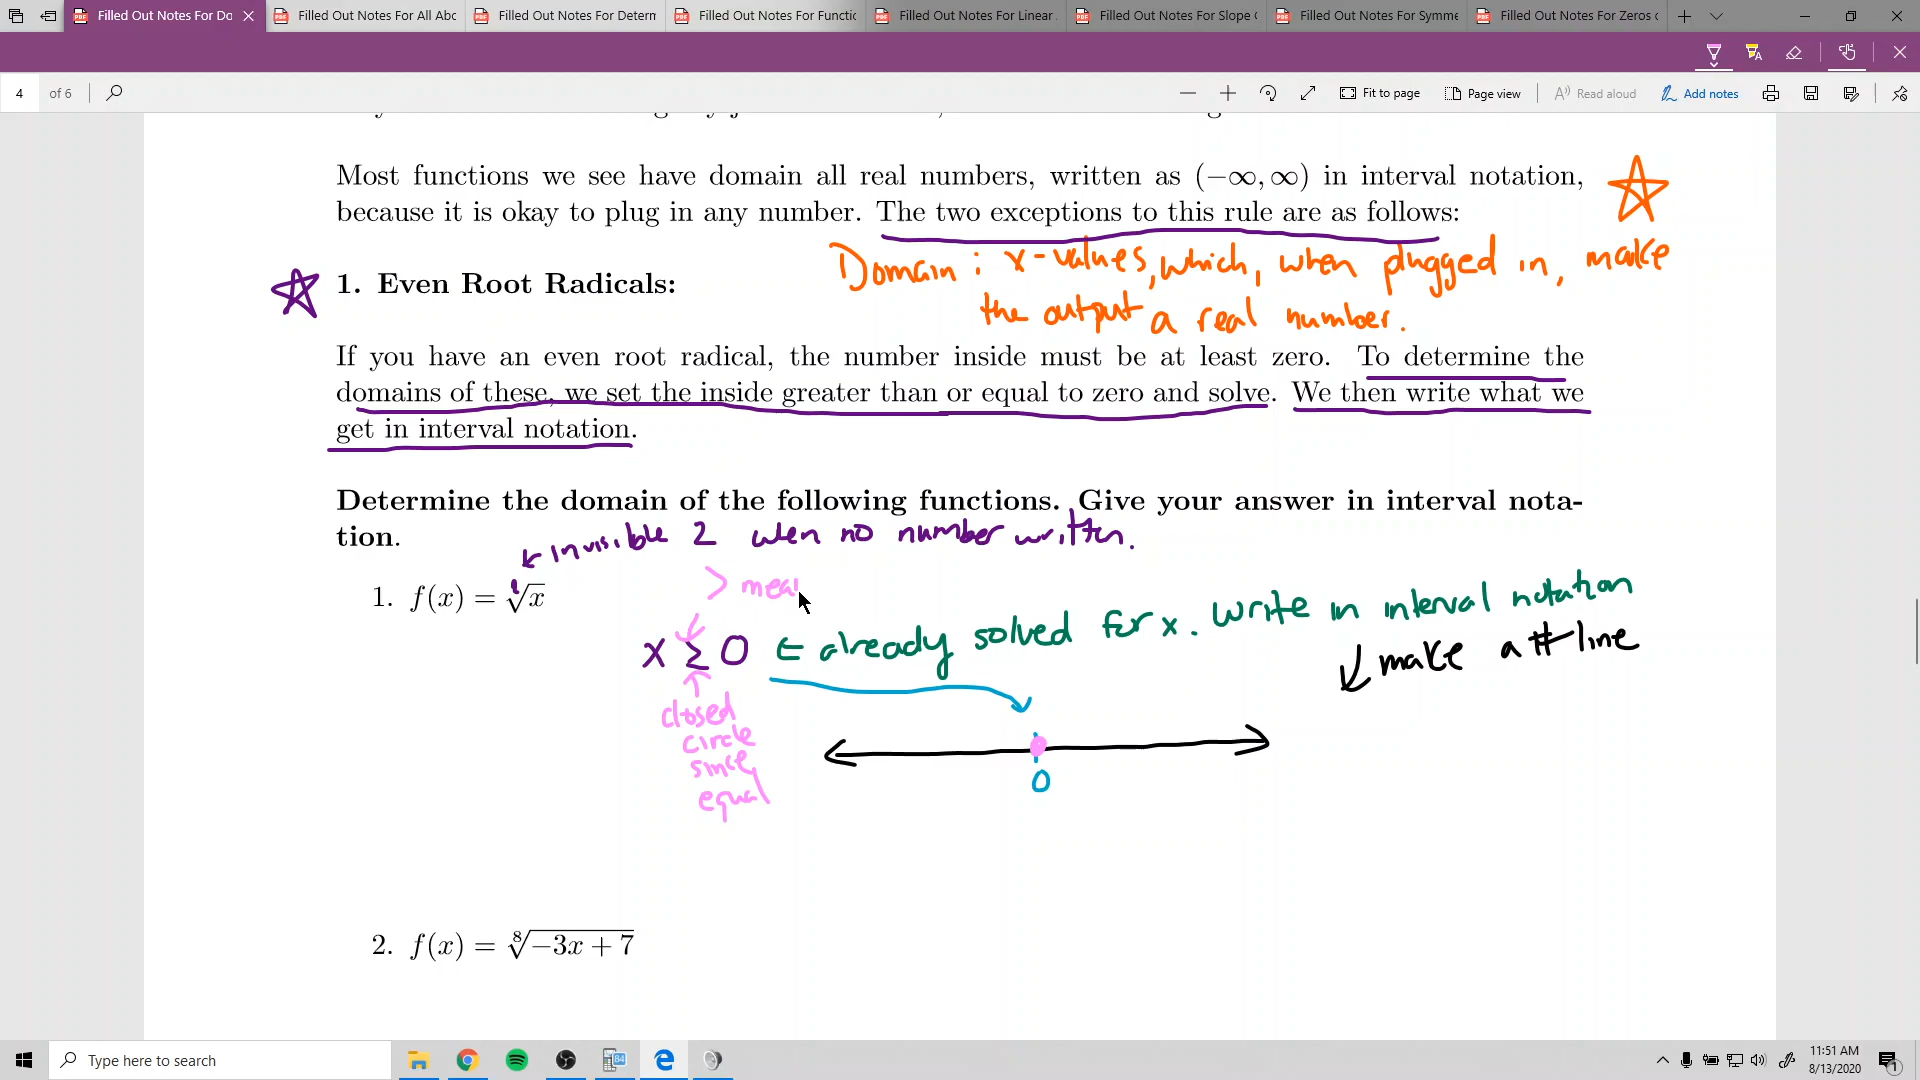 Filled Out Notes For Do
Filled Out Notes For All Abo
Filled Out Notes For Determ
Filled Out Notes For Functio
Filled Out Notes For Linear
Filled Out Notes For Slope
Filled Out Notes For Symme
Filled Out Notes For Zeros o
4 of 6
Fit to page
Page view
Read aloud
Add notes
Most functions we see have domain all real numbers, written as (−∞, ∞) in interval notation,
because it is okay to plug in any number. The two exceptions to this rule are as follows:
Domain: x-values, which, when plugged in, make
the output a real number.
1. Even Root Radicals:
If you have an even root radical, the number inside must be at least zero. To determine the
domains of these, we set the inside greater than or equal to zero and solve. We then write what we
get in interval notation.
Determine the domain of the following functions. Give your answer in interval nota-
tion.
invisible 2 when no number written.
1. f(x) = √x
> mean
x ≥ 0 ← already solved for x. Write in interval notation
make a #-line
closed
circle
since
equal
0
2. f(x) = ⁸√−3x + 7
Type here to search
84
11:51 AM
8/13/2020
1